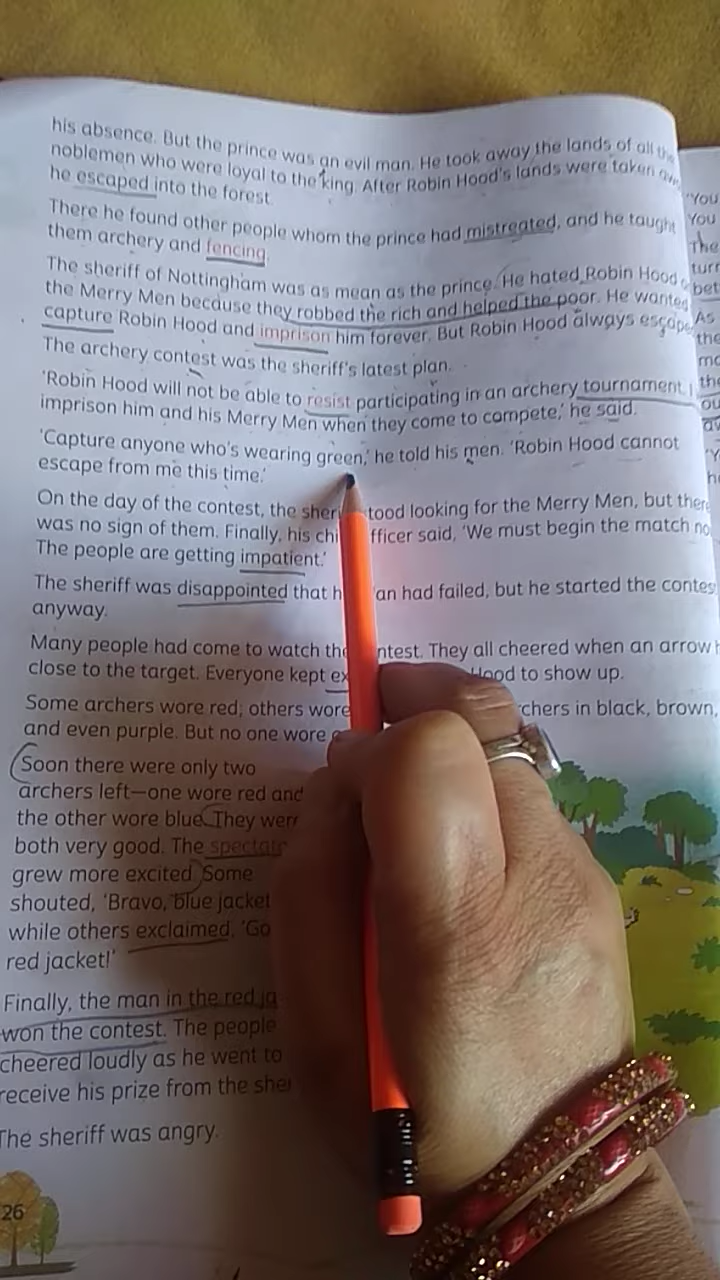 his absence. But the prince was an evil man. He took away the lands of all the
noblemen who were loyal to the king. After Robin Hood's lands were taken
he escaped into the forest.
There he found other people whom the prince had mistreated, and he taught
them archery and fencing.
The sheriff of Nottingham was as mean as the prince. He hated Robin Hood
the Merry Men because they robbed the rich and helped the poor. He wanted
capture Robin Hood and imprison him forever. But Robin Hood always escape
The archery contest was the sheriff's latest plan.
'Robin Hood will not be able to resist participating in an archery tournament. I
imprison him and his Merry Men when they come to compete,' he said.
'Capture anyone who's wearing green,' he told his men. 'Robin Hood cannot
escape from me this time.'
On the day of the contest, the sher tood looking for the Merry Men, but there
was no sign of them. Finally, his chi fficer said, 'We must begin the match no
The people are getting impatient.'
The sheriff was disappointed that h an had failed, but he started the contes
anyway.
Many people had come to watch th ntest. They all cheered when an arrow h
close to the target. Everyone kept ex Hood to show up.
Some archers wore red; others wore rchers in black, brown,
and even purple. But no one wore
Soon there were only two
archers left—one wore red and
the other wore blue. They were
both very good. The spectat
grew more excited. Some
shouted, 'Bravo, blue jacket
while others exclaimed, 'Go
red jacket!'
Finally, the man in the red ja
won the contest. The people
cheered loudly as he went to
receive his prize from the she
The sheriff was angry.
26
'You
You
The
turr
bet
As
the
mo
the
ou